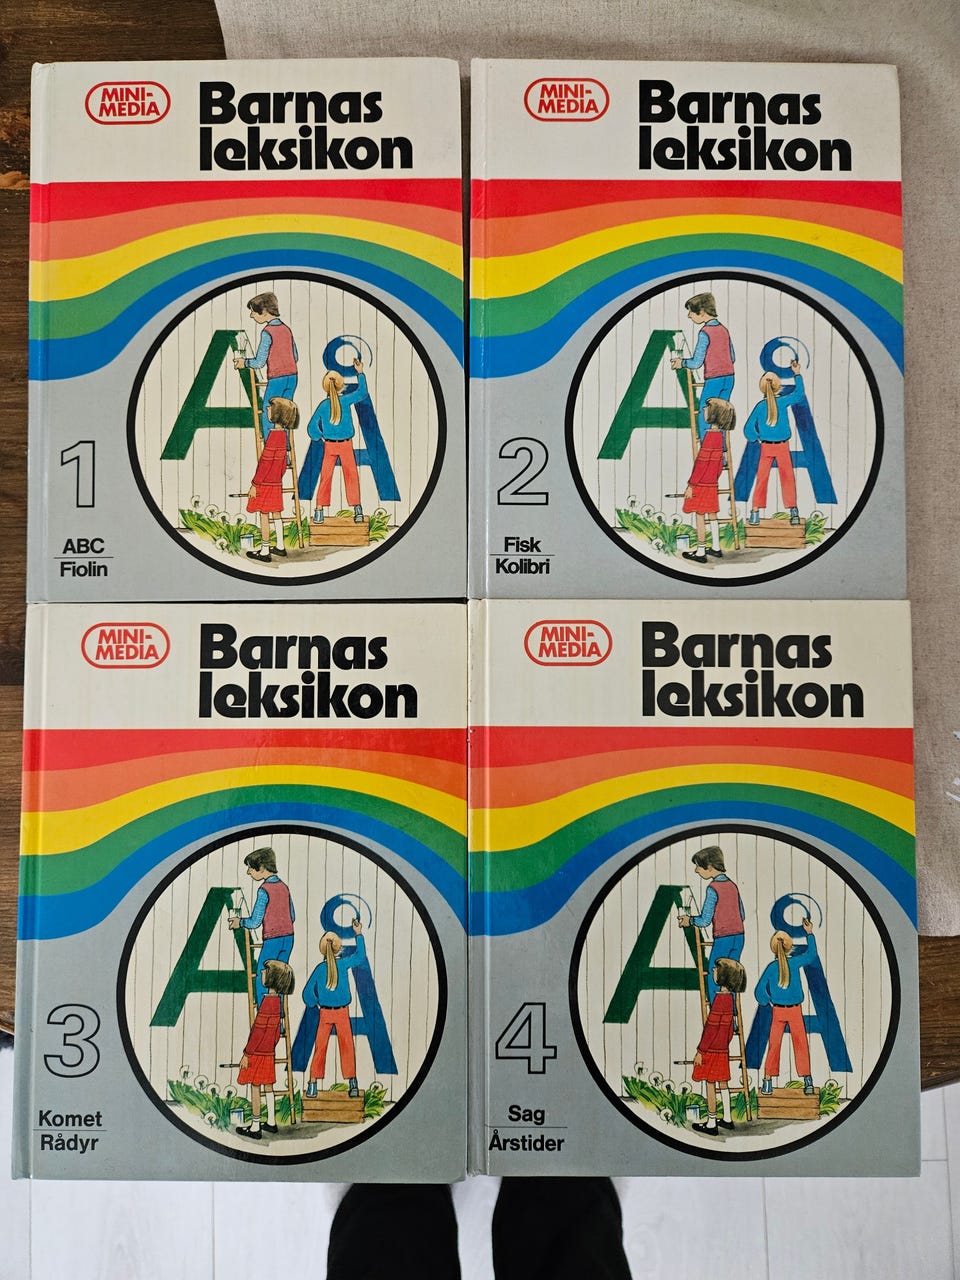 MINI-
MEDIA
Barnas
leksikon
A Å
1
ABC
Fiolin
MINI-
MEDIA
Barnas
leksikon
A Å
2
Fisk
Kolibri
MINI-
MEDIA
Barnas
leksikon
A Å
3
Komet
Rådyr
MINI-
MEDIA
Barnas
leksikon
A Å
4
Sag
Årstider